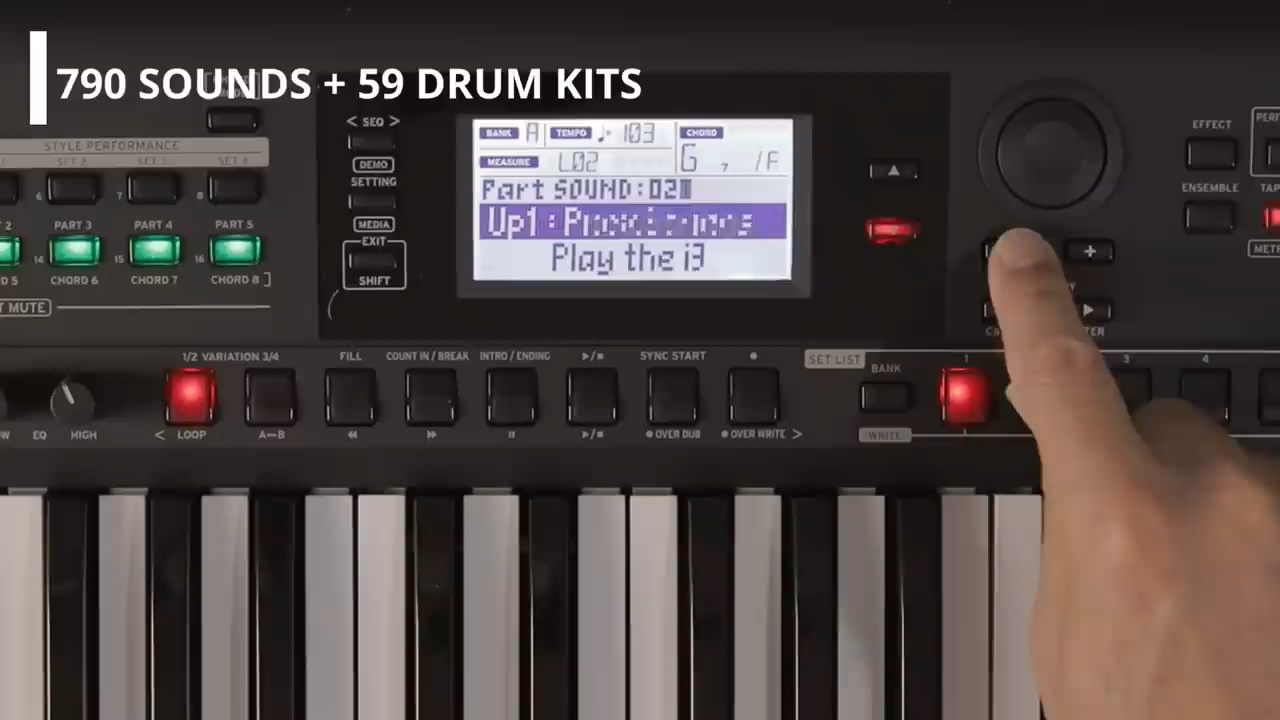 790 SOUNDS + 59 DRUM KITS
< SEQ >
DEMO
SETTING
MEDIA
EXIT
SHIFT
STYLE PERFORMANCE
SET 2
SET 3
SET 4
6
7
8
PART 3
PART 4
PART 5
14
15
16
CHORD 6
CHORD 7
CHORD 8
MUTE
BANK A
TEMPO 103
CHORD
MEASURE L02
G 7 /F
Part SOUND:02
Up1:
Play the i3
▲
+
▶
EFFECT
ENSEMBLE
1/2 VARIATION 3/4
FILL
COUNT IN / BREAK
INTRO / ENDING
▶/■
SYNC START
●
SET LIST
BANK
1
3
4
EQ
HIGH
< LOOP
A↔B
◀◀
▶▶
II
▶/■
● OVER DUB
● OVER WRITE >
WRITE